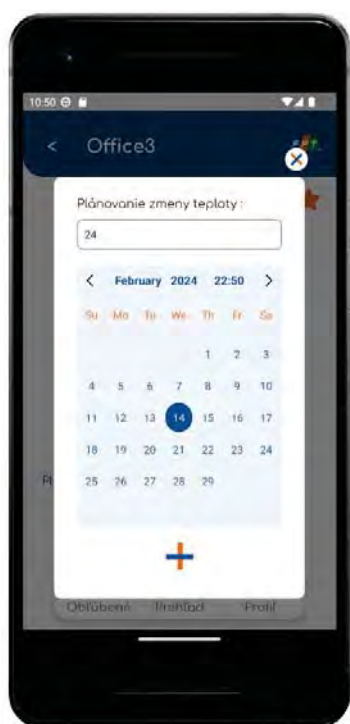 10:50
< Office3
Plánovanie zmeny teploty :
24
< February 2024 22:50 >
Su Mo Tu We Th Fr Sa
1 2 3
4 5 6 7 8 9 10
11 12 13 14 15 16 17
18 19 20 21 22 23 24
25 26 27 28 29
Pl
Obľúbené Prehľad Profil